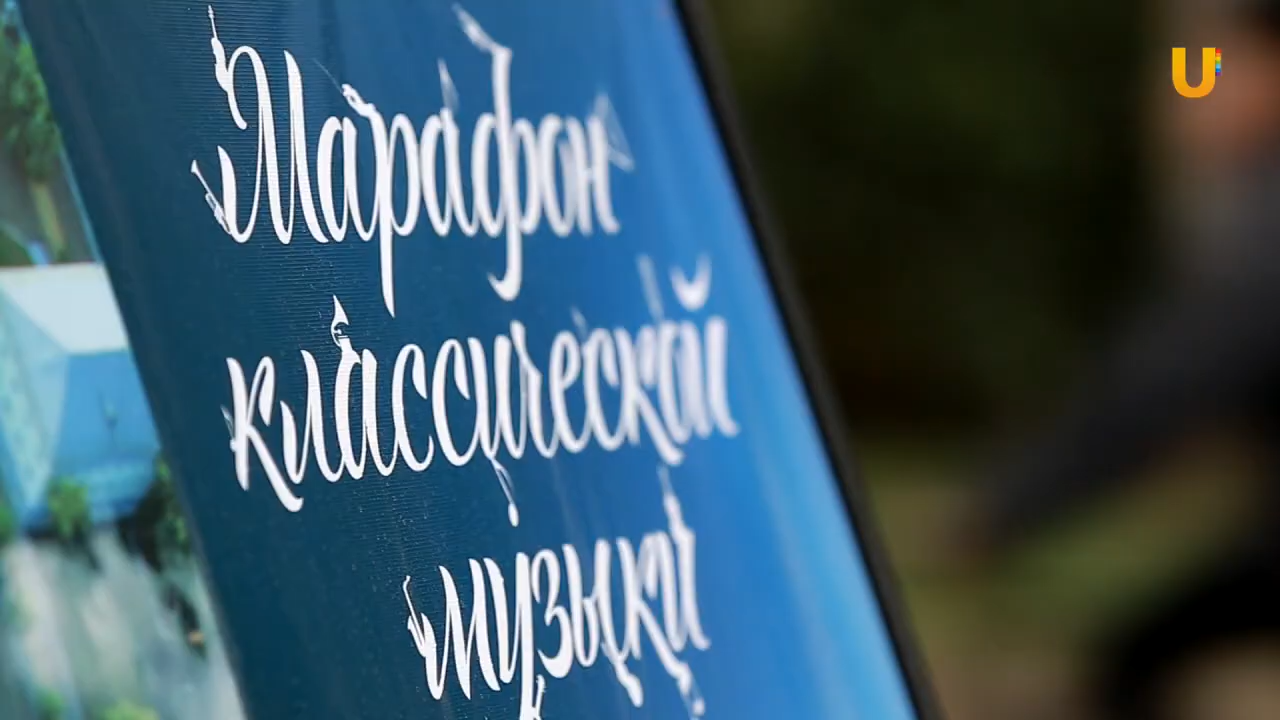 Марафон
классической
музыки
U